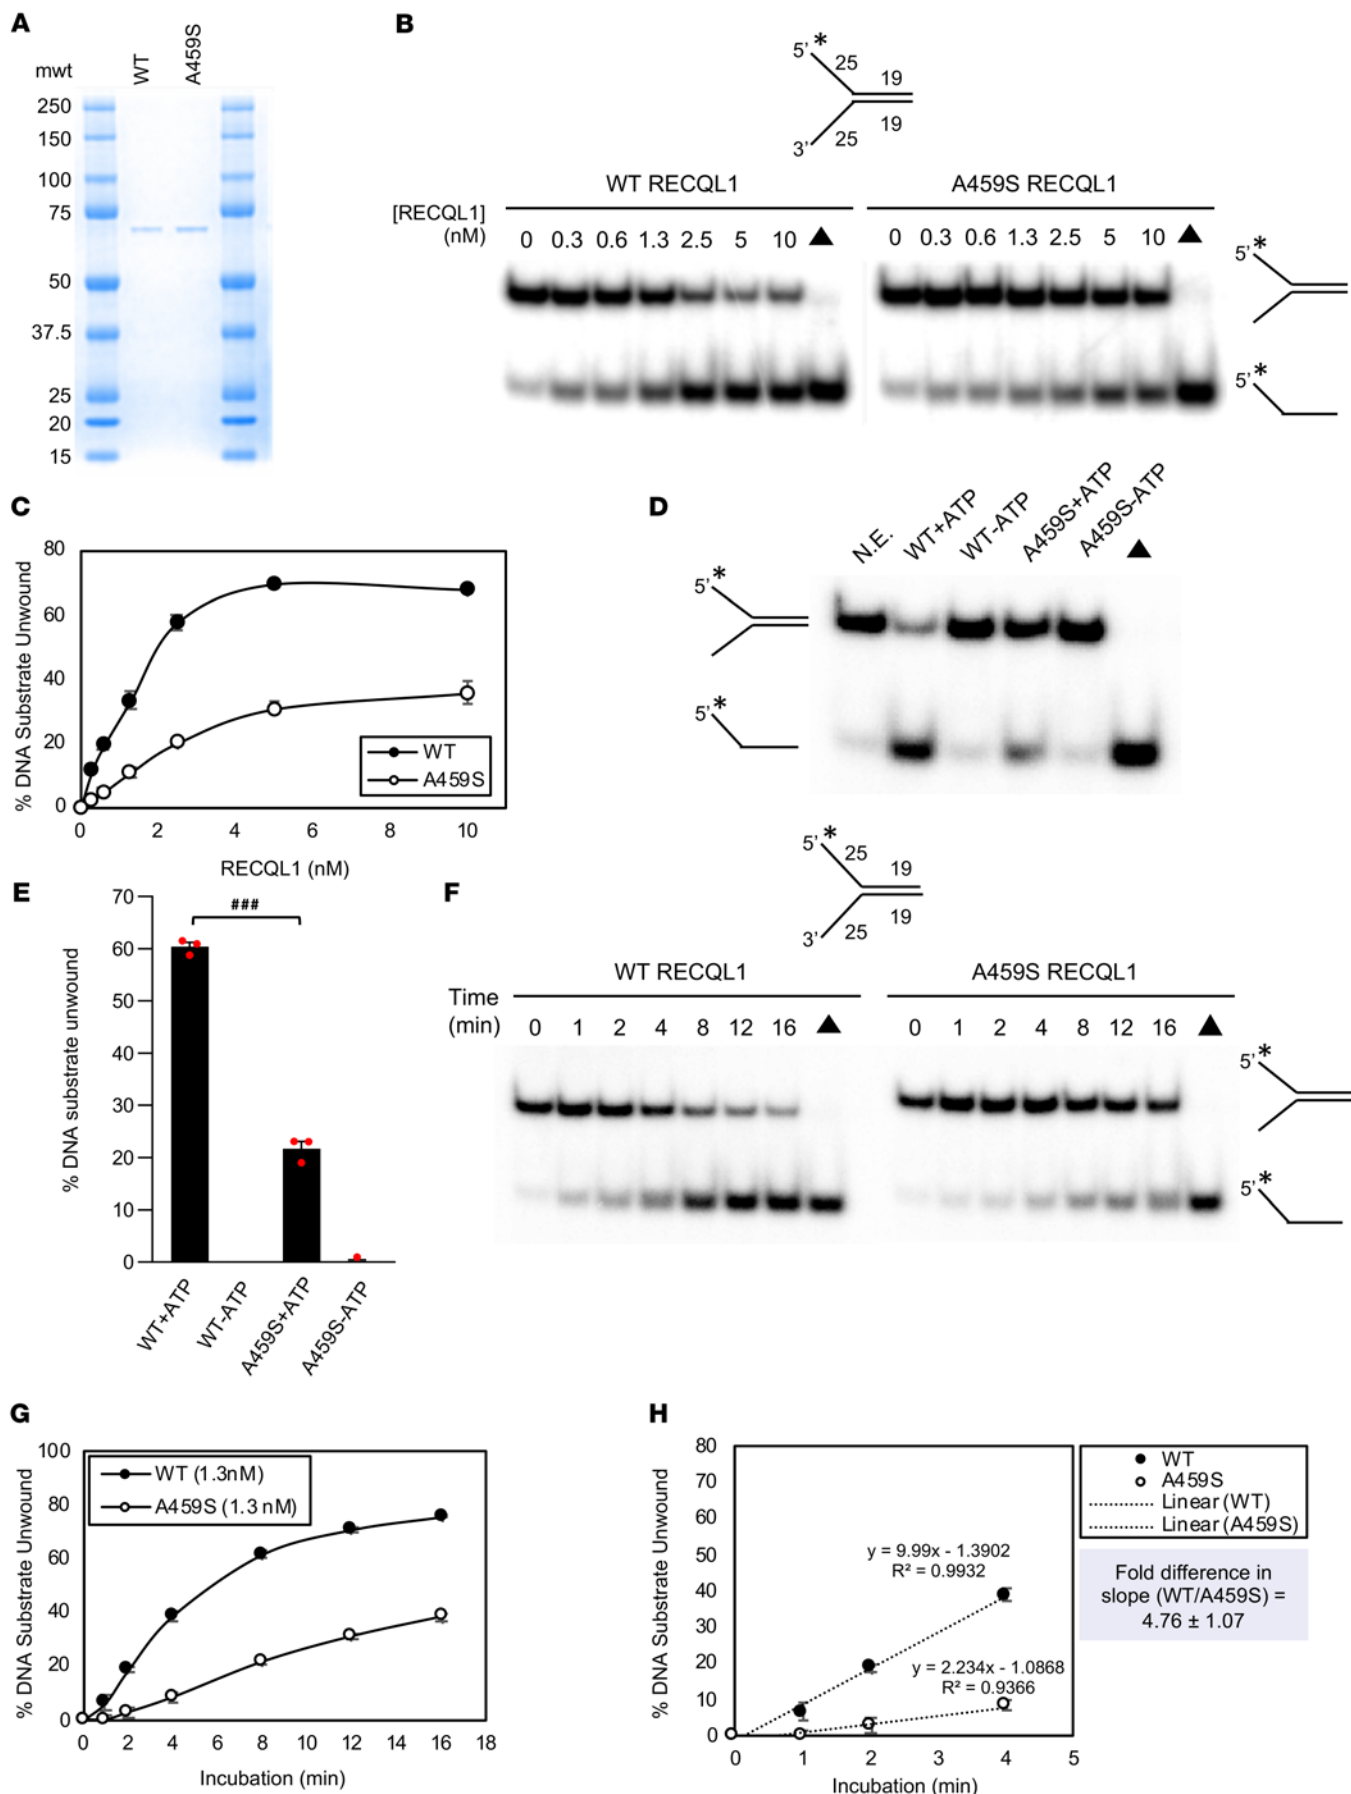 A
mwt
WT
A459S
250
150
100
75
50
37.5
25
20
15
B
5’ *
25
19
19
25
3’
WT RECQL1
A459S RECQL1
[RECQL1]
(nM)
0 0.3 0.6 1.3 2.5 5 10 ▲
0 0.3 0.6 1.3 2.5 5 10 ▲
5’ *
5’ *
C
% DNA Substrate Unwound
80
60
40
20
0
0 2 4 6 8 10
RECQL1 (nM)
WT
A459S
D
N.E.
WT+ATP
WT-ATP
A459S+ATP
A459S-ATP
▲
5’ *
5’ *
E
% DNA substrate unwound
70
60
50
40
30
20
10
0
###
WT+ATP
WT-ATP
A459S+ATP
A459S-ATP
F
5’ *
25
19
19
25
3’
WT RECQL1
A459S RECQL1
Time
(min)
0 1 2 4 8 12 16 ▲
0 1 2 4 8 12 16 ▲
5’ *
5’ *
G
% DNA Substrate Unwound
100
80
60
40
20
0
0 2 4 6 8 10 12 14 16 18
Incubation (min)
WT (1.3nM)
A459S (1.3 nM)
H
% DNA Substrate Unwound
80
70
60
50
40
30
20
10
0
0 1 2 3 4 5
Incubation (min)
y = 9.99x - 1.3902
R² = 0.9932
y = 2.234x - 1.0868
R² = 0.9366
WT
A459S
Linear (WT)
Linear (A459S)
Fold difference in
slope (WT/A459S) =
4.76 ± 1.07